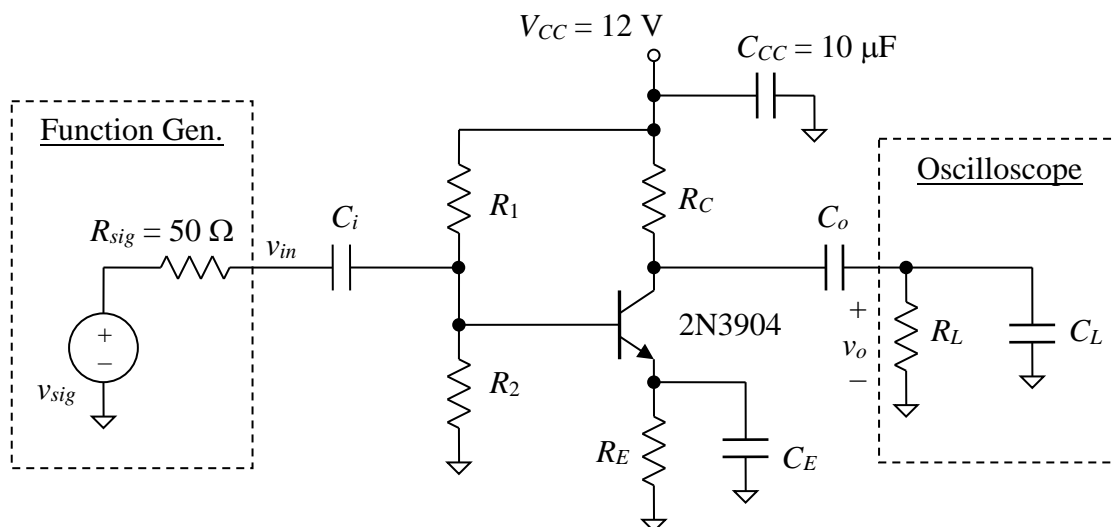 V_CC = 12 V
C_CC = 10 μF
Function Gen.
Oscilloscope
R_1
R_C
C_o
R_sig = 50 Ω
v_in
C_i
2N3904
+
v_o
−
R_L
C_L
+
−
v_sig
R_2
R_E
C_E